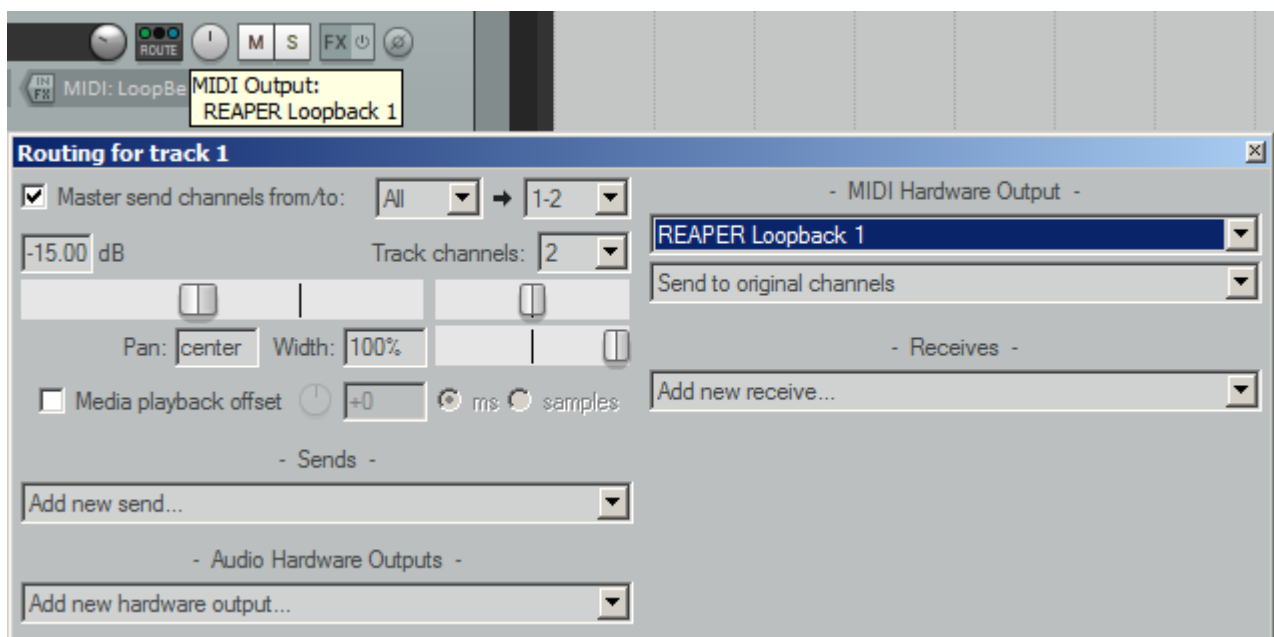 ROUTE M S FX
IN FX MIDI: LoopBe
MIDI Output:
REAPER Loopback 1
Routing for track 1
Master send channels from/to: All 1-2
-15.00 dB Track channels: 2
Pan: center Width: 100%
Media playback offset +0 ms samples
- Sends -
Add new send...
- Audio Hardware Outputs -
Add new hardware output...
- MIDI Hardware Output -
REAPER Loopback 1
Send to original channels
- Receives -
Add new receive...